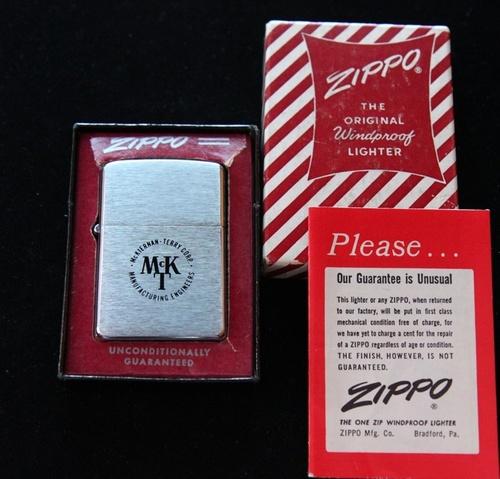 ZIPPO
McKIERNAN-TERRY CORP.
McK
T
MANUFACTURING ENGINEERS
UNCONDITIONALLY
GUARANTEED
ZIPPO®
THE
ORIGINAL
Windproof
LIGHTER
Please...
Our Guarantee is Unusual
This lighter or any ZIPPO, when returned
to our factory, will be put in first class
mechanical condition free of charge, for
we have yet to charge a cent for the repair
of a ZIPPO regardless of age or condition.
THE FINISH, HOWEVER, IS NOT
GUARANTEED.
ZIPPO®
THE ONE ZIP WINDPROOF LIGHTER
ZIPPO Mfg. Co. Bradford, Pa.